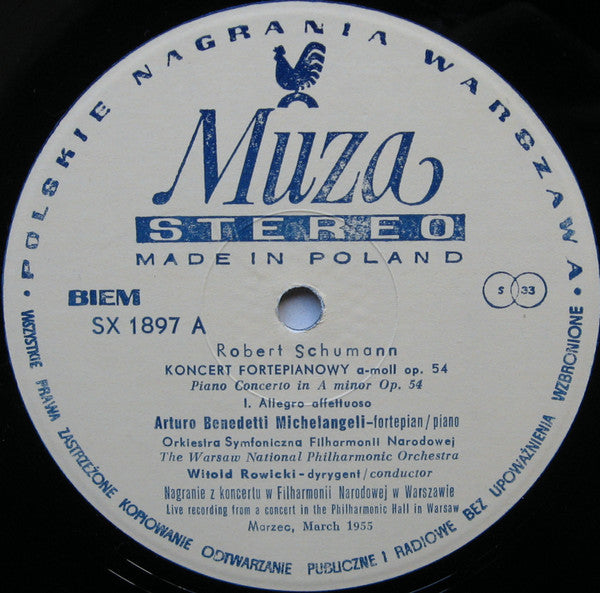 • POLSKIE NAGRANIA WARSZAWA •
Muza
STEREO
MADE IN POLAND
BIEM
S 33
SX 1897 A
Robert Schumann
KONCERT FORTEPIANOWY a-moll op. 54
Piano Concerto in A minor Op. 54
I. Allegro affettuoso
Arturo Benedetti Michelangeli-fortepian/piano
Orkiestra Symfoniczna Filharmonii Narodowej
The Warsaw National Philharmonic Orchestra
Witold Rowicki-dyrygent/conductor
Nagranie z koncertu w Filharmonii Narodowej w Warszawie
Live recording from a concert in the Philharmonic Hall in Warsaw
Marzec, March 1955
WSZYSTKIE PRAWA ZASTRZEŻONE KOPIOWANIE ODTWARZANIE PUBLICZNE I RADIOWE BEZ UPOWAŻNIENIA WZBRONIONE